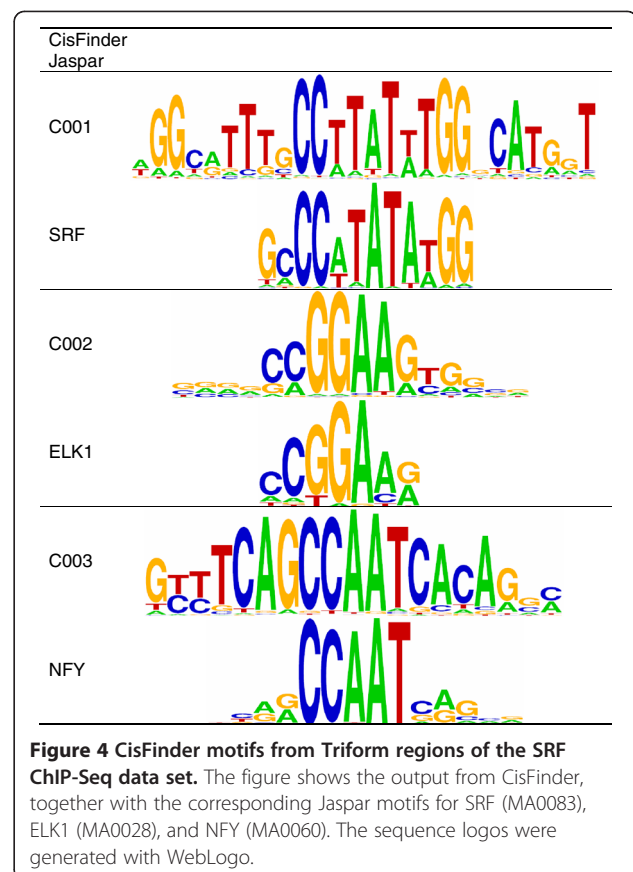 CisFinder
Jaspar
C001
SRF
C002
ELK1
C003
NFY
Figure 4 CisFinder motifs from Triform regions of the SRF
ChIP-Seq data set. The figure shows the output from CisFinder,
together with the corresponding Jaspar motifs for SRF (MA0083),
ELK1 (MA0028), and NFY (MA0060). The sequence logos were
generated with WebLogo.